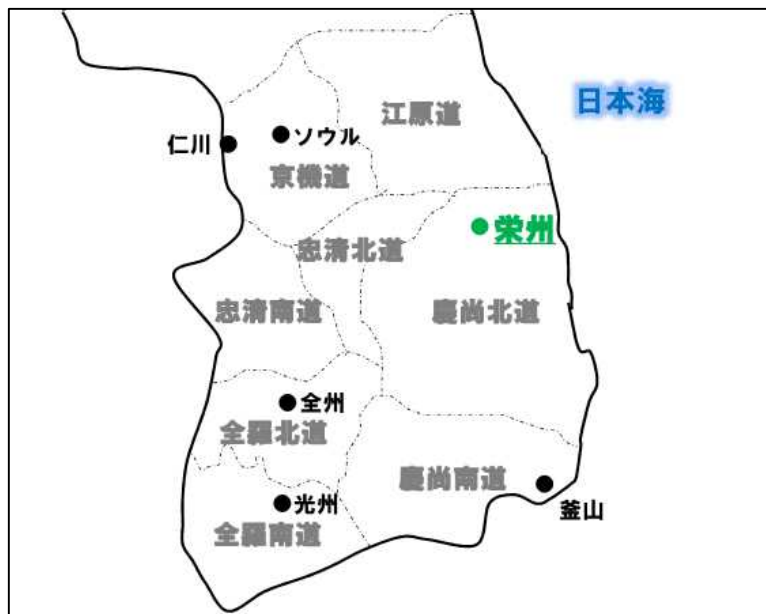 日本海
江原道
ソウル
仁川
京機道
栄州
忠清北道
忠清南道
慶尚北道
全州
全羅北道
慶尚南道
釜山
光州
全羅南道